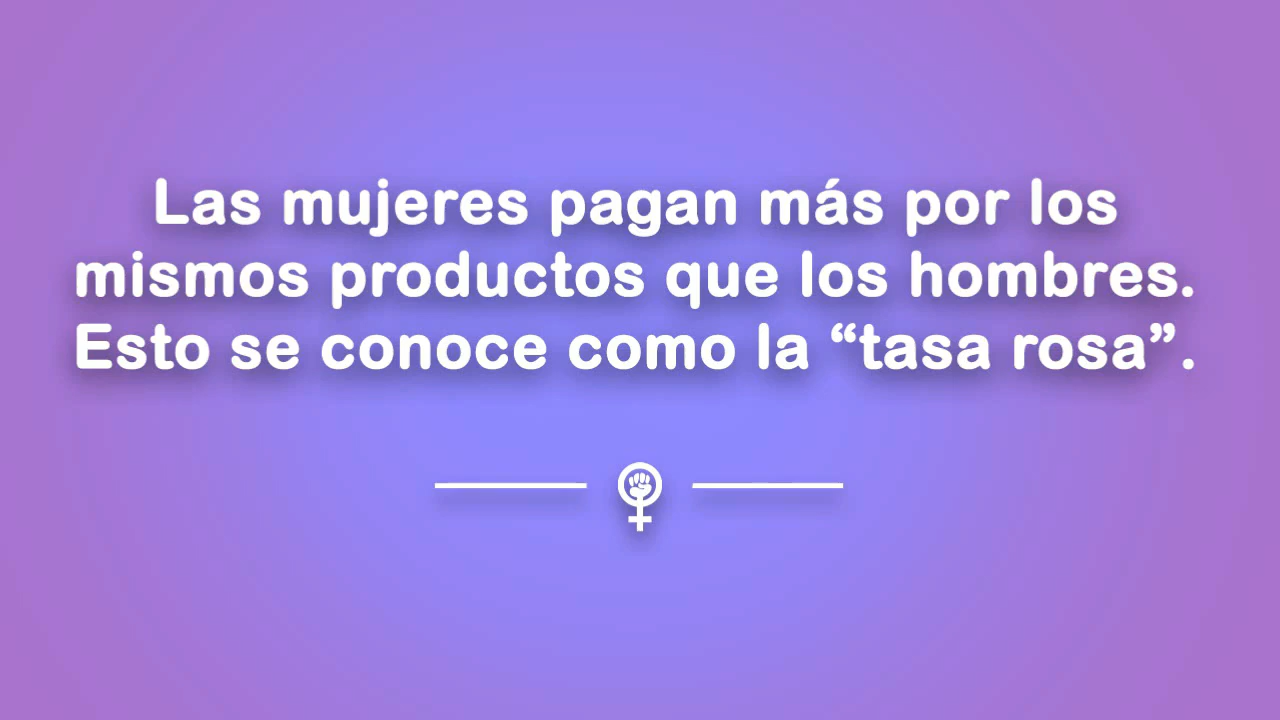 Las mujeres pagan más por los
mismos productos que los hombres.
Esto se conoce como la “tasa rosa”.